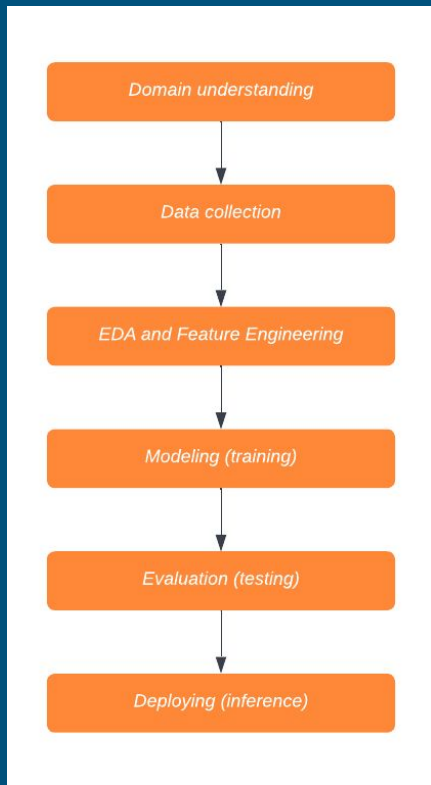 Domain understanding
Data collection
EDA and Feature Engineering
Modeling (training)
Evaluation (testing)
Deploying (inference)